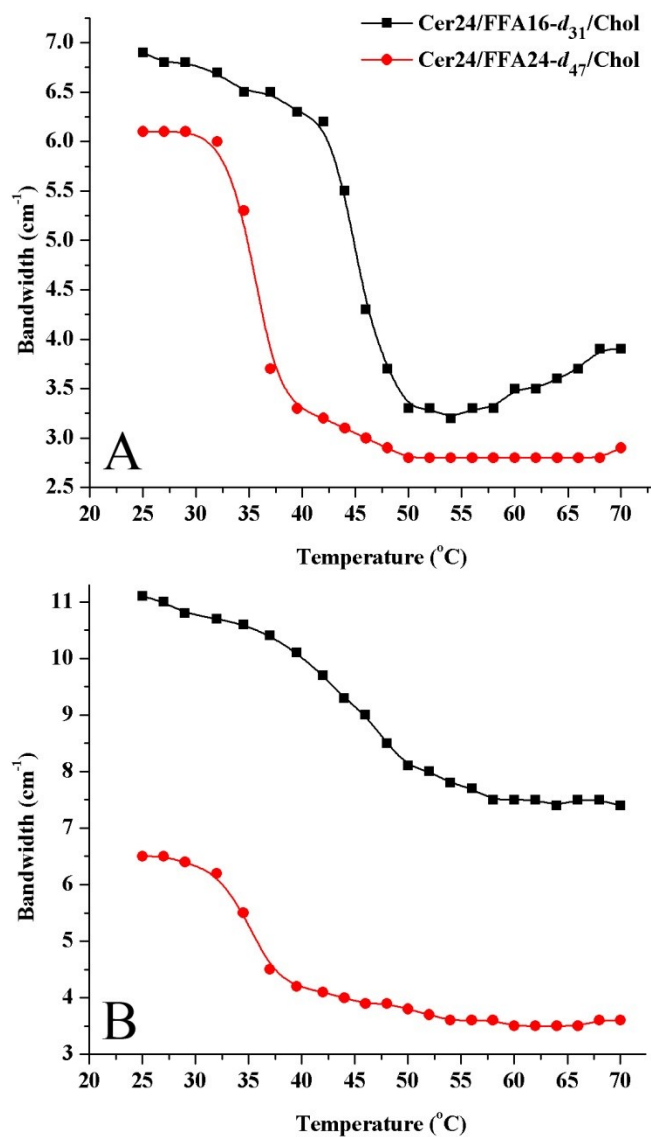 Cer24/FFA16-d31/Chol
Cer24/FFA24-d47/Chol
7.0
6.5
6.0
5.5
5.0
4.5
4.0
3.5
3.0
2.5
Bandwidth (cm-1)
A
20 25 30 35 40 45 50 55 60 65 70
Temperature (oC)
11
10
9
8
7
6
5
4
3
Bandwidth (cm-1)
B
20 25 30 35 40 45 50 55 60 65 70
Temperature (oC)